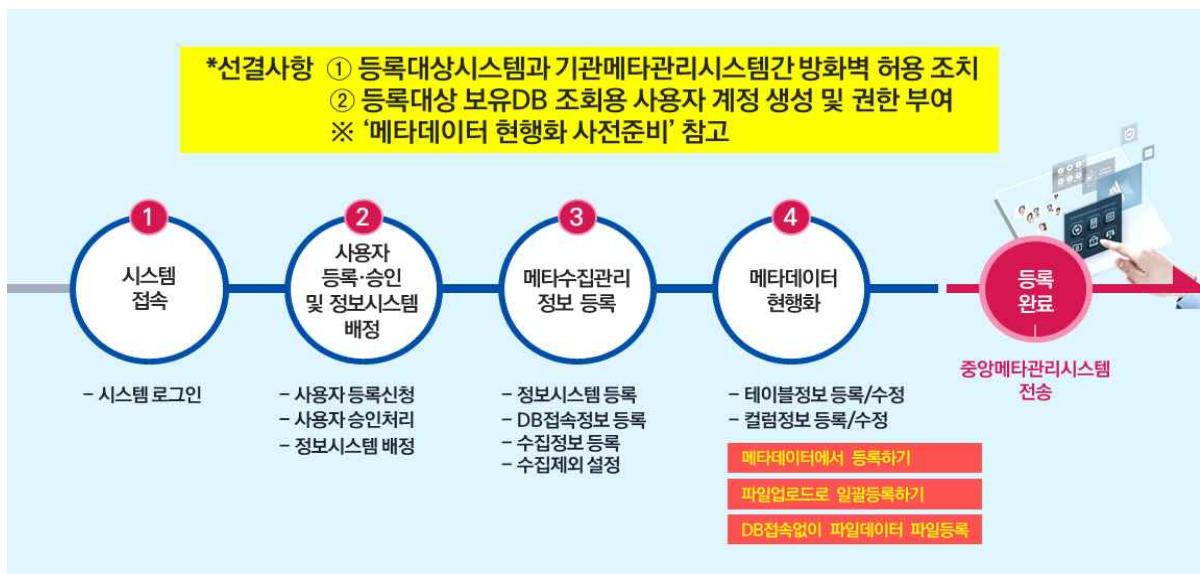 *선결사항 ① 등록대상시스템과 기관메타관리시스템간 방화벽 허용 조치
② 등록대상 보유DB 조회용 사용자 계정 생성 및 권한 부여
※ '메타데이터 현행화 사전준비' 참고
1
시스템
접속
- 시스템 로그인
2
사용자
등록·승인
및 정보시스템
배정
- 사용자 등록신청
- 사용자 승인처리
- 정보시스템 배정
3
메타수집관리
정보 등록
- 정보시스템 등록
- DB접속정보 등록
- 수집정보 등록
- 수집제외 설정
4
메타데이터
현행화
- 테이블정보 등록/수정
- 컬럼정보 등록/수정
메타데이터에서 등록하기
파일업로드로 일괄등록하기
DB접속없이 파일데이터 파일등록
등록
완료
중앙메타관리시스템
전송